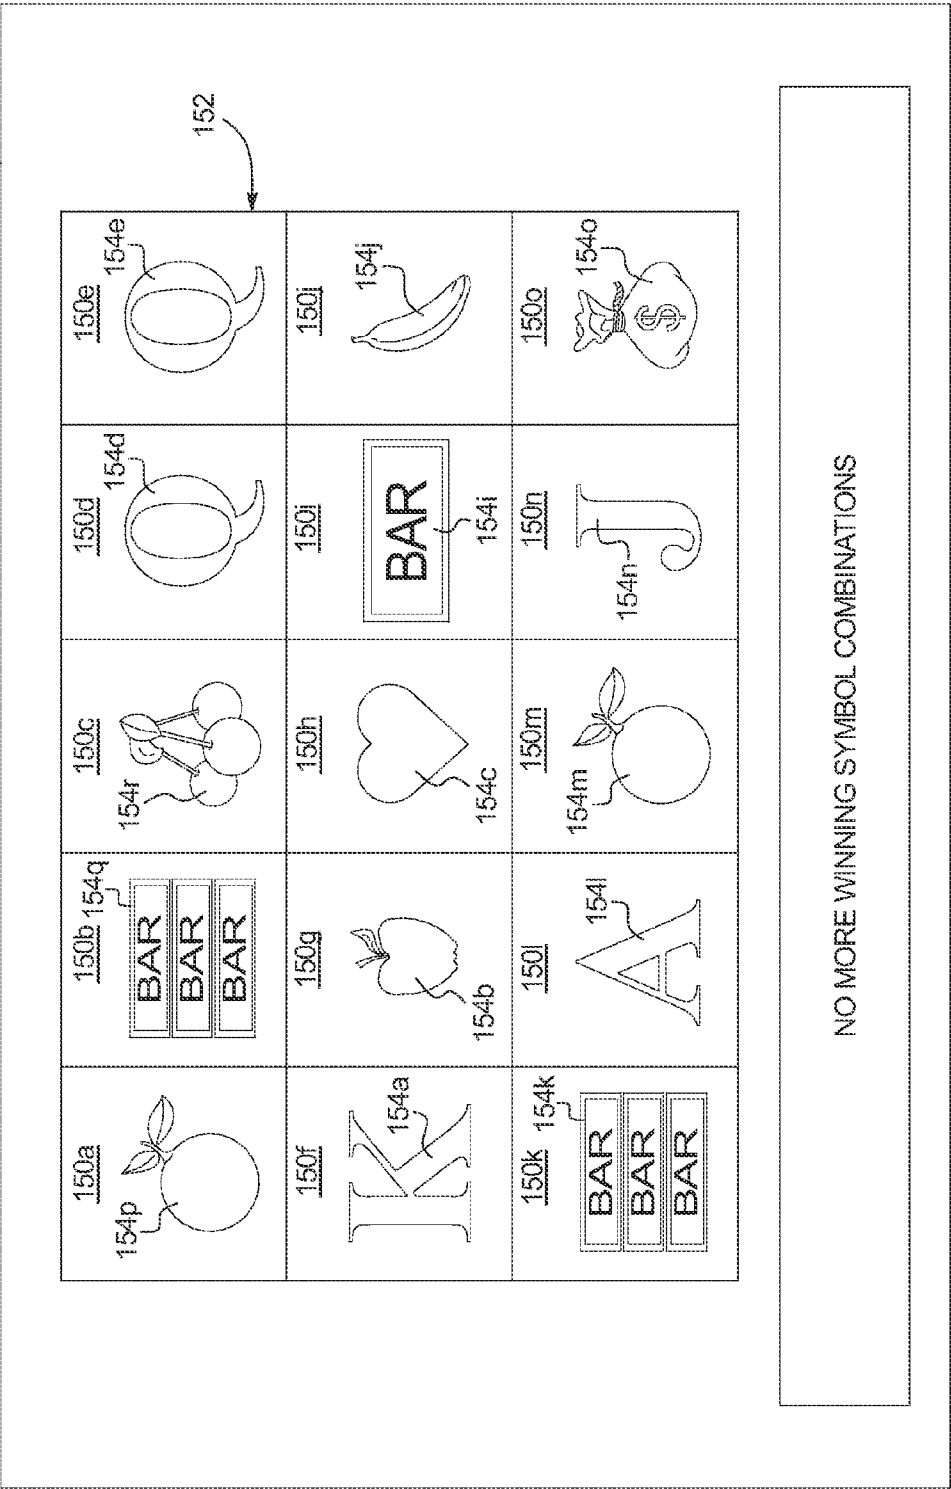 152
150a
154p
150b
154q
BAR
BAR
BAR
150c
154r
150d
154d
Q
150e
154e
Q
150f
154a
K
150g
154b
150h
154c
150i
BAR
154i
150j
154j
150k
154k
BAR
BAR
BAR
150l
154l
A
150m
154m
150n
154n
J
150o
154o
$
NO MORE WINNING SYMBOL COMBINATIONS